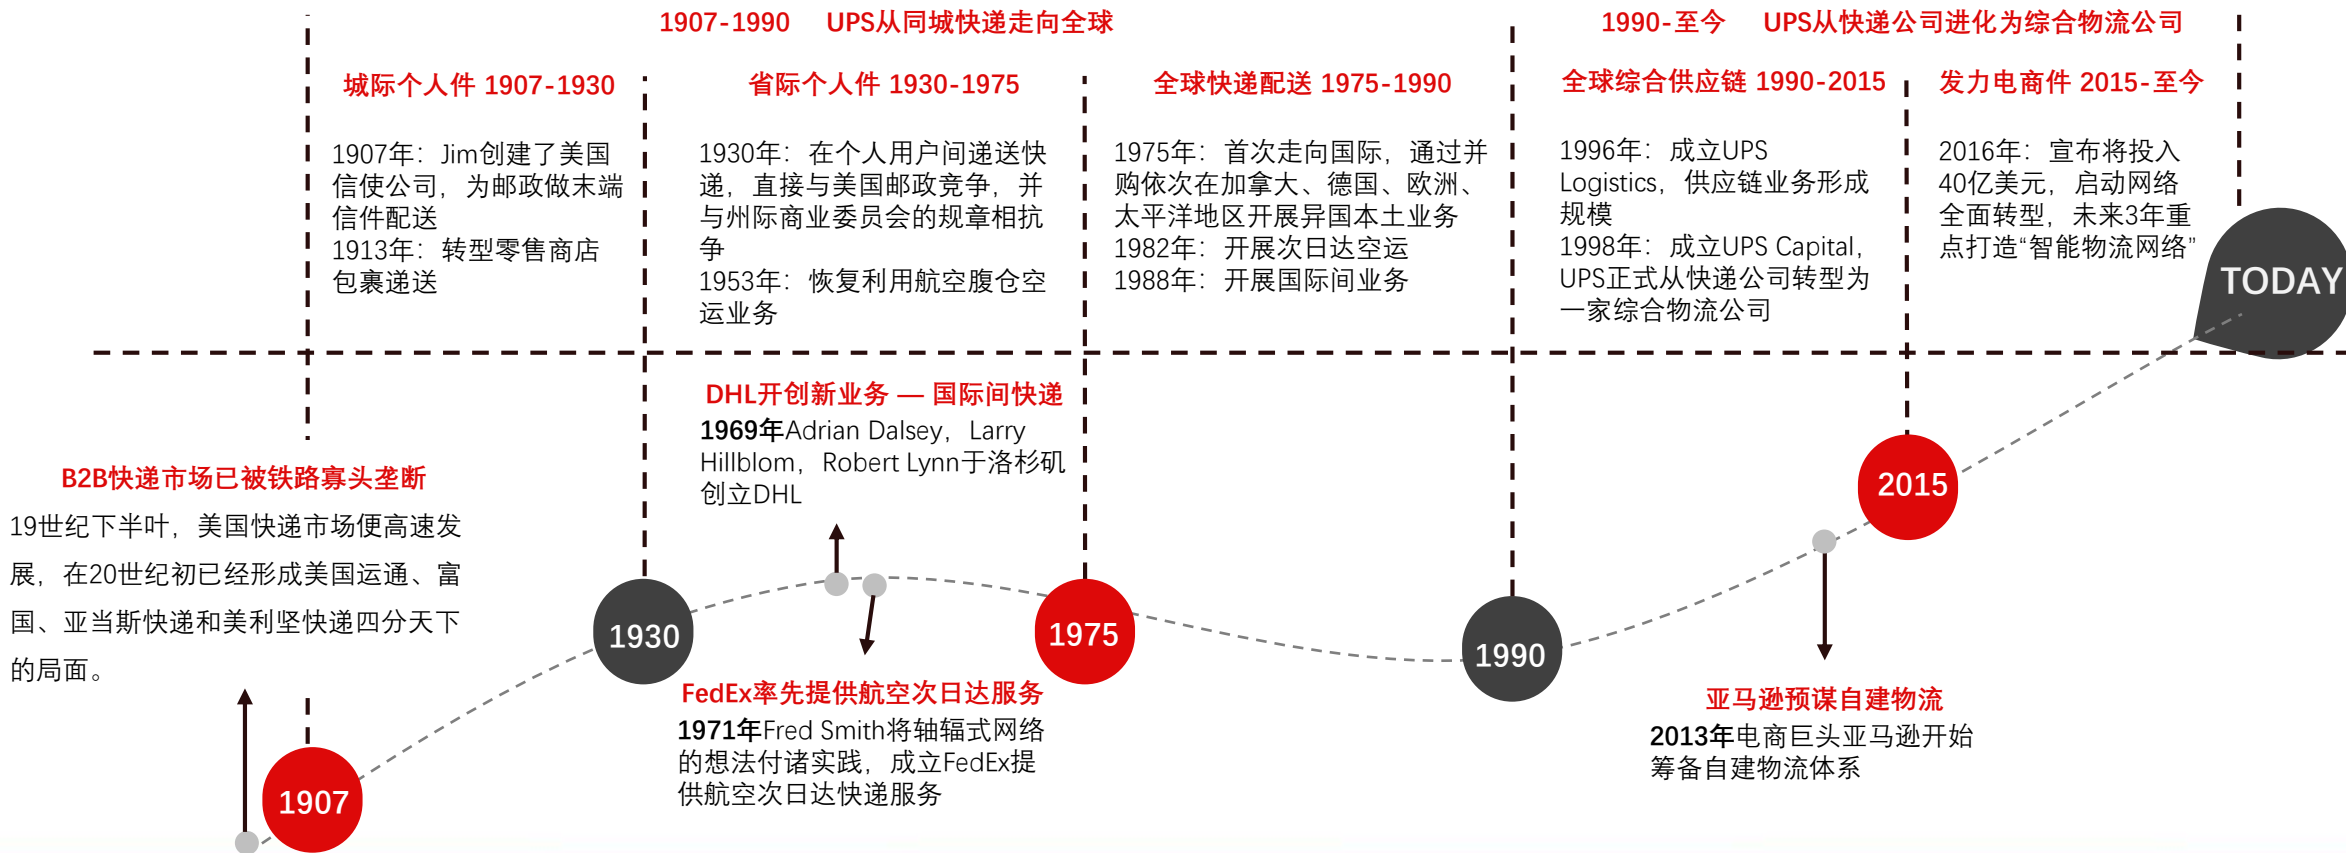 1907-1990 UPS从同城快递走向全球
1990-至今 UPS从快递公司进化为综合物流公司
城际个人件 1907-1930
1907年：Jim创建了美国
信使公司，为邮政做末端
信件配送
1913年：转型零售商店
包裹递送
省际个人件 1930-1975
1930年：在个人用户间递送快
递，直接与美国邮政竞争，并
与州际商业委员会的规章相抗
争
1953年：恢复利用航空腹仓空
运业务
全球快递配送 1975-1990
1975年：首次走向国际，通过并
购依次在加拿大、德国、欧洲、
太平洋地区开展异国本土业务
1982年：开展次日达空运
1988年：开展国际间业务
全球综合供应链 1990-2015
1996年：成立UPS
Logistics，供应链业务形成
规模
1998年：成立UPS Capital，
UPS正式从快递公司转型为
一家综合物流公司
发力电商件 2015-至今
2016年：宣布将投入
40亿美元，启动网络
全面转型，未来3年重
点打造“智能物流网络”
TODAY
B2B快递市场已被铁路寡头垄断
19世纪下半叶，美国快递市场便高速发
展，在20世纪初已经形成美国运通、富
国、亚当斯快递和美利坚快递四分天下
的局面。
DHL开创新业务 — 国际间快递
1969年Adrian Dalsey，Larry
Hillblom，Robert Lynn于洛杉矶
创立DHL
FedEx率先提供航空次日达服务
1971年Fred Smith将轴辐式网络
的想法付诸实践，成立FedEx提
供航空次日达快递服务
亚马逊预谋自建物流
2013年电商巨头亚马逊开始
筹备自建物流体系
1907
1930
1975
1990
2015